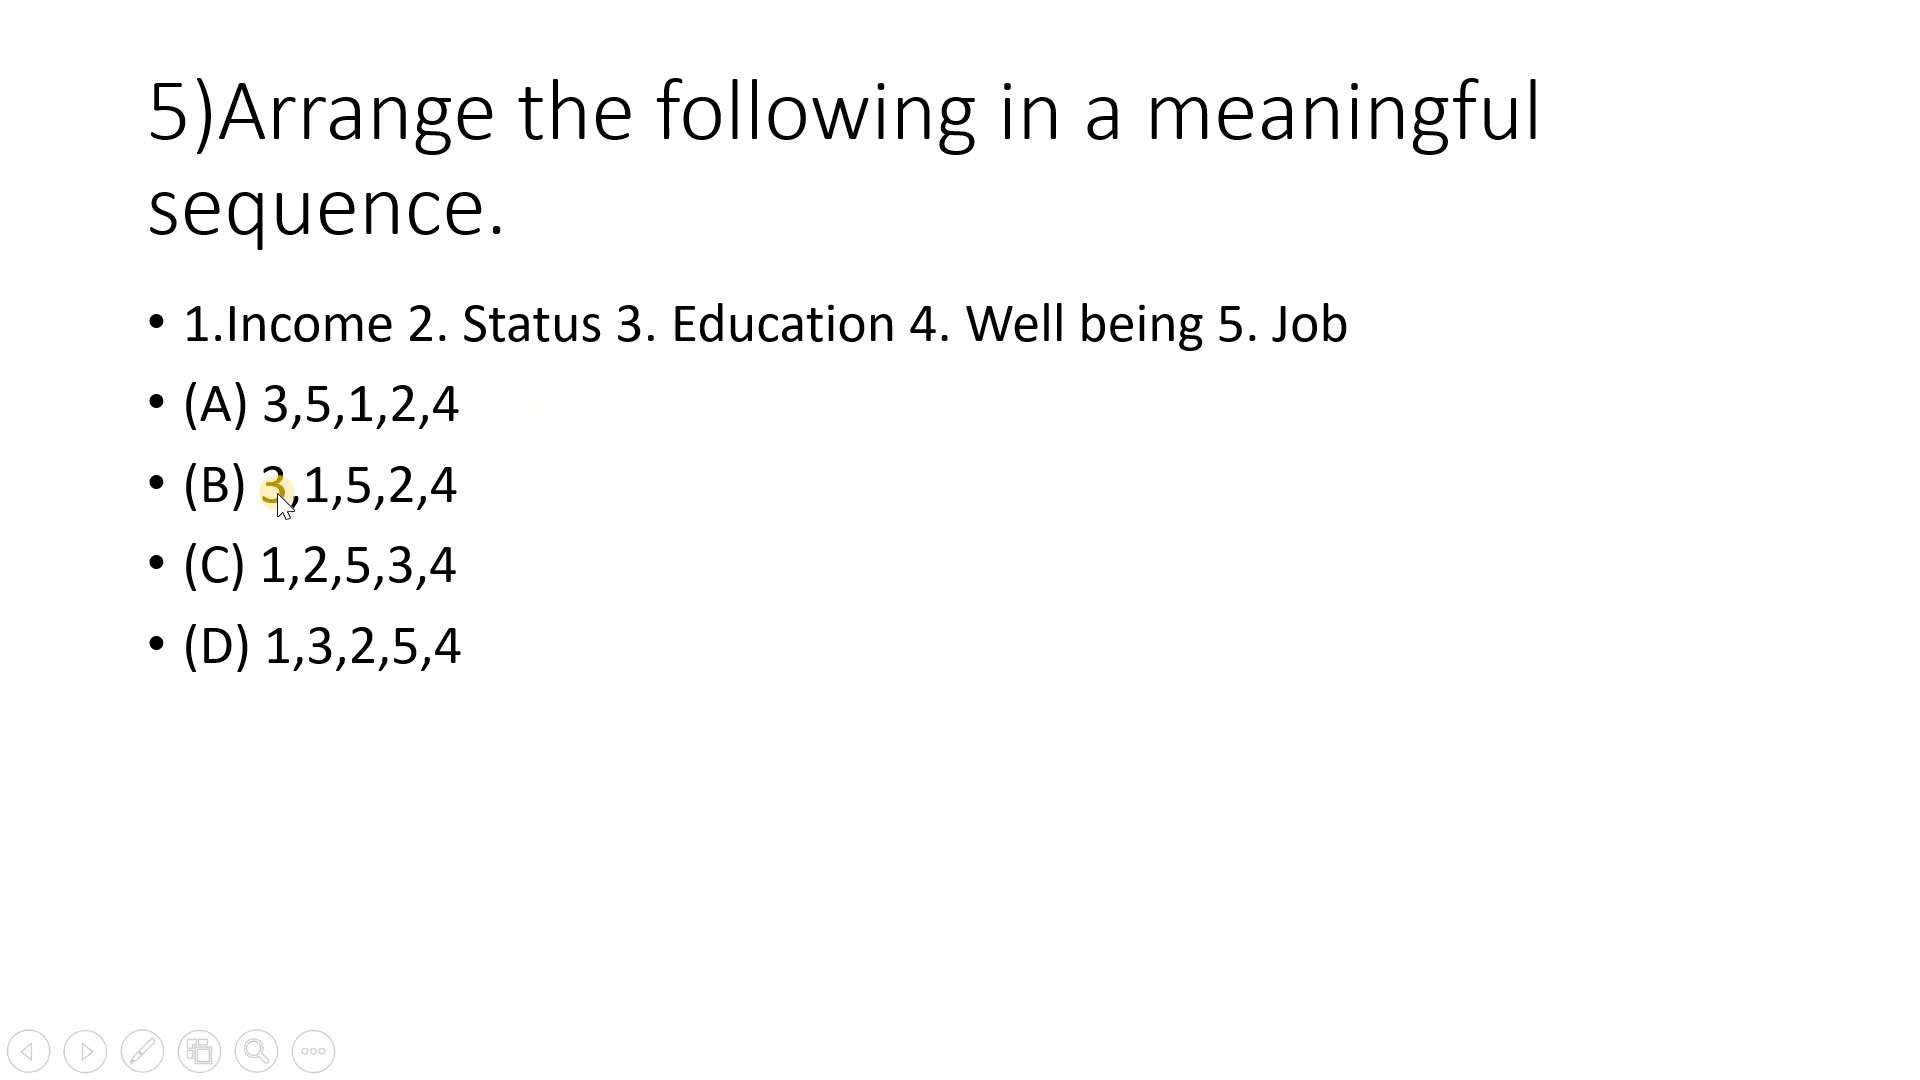 5)Arrange the following in a meaningful
sequence.
• 1.Income 2. Status 3. Education 4. Well being 5. Job
• (A) 3,5,1,2,4
• (B) 3,1,5,2,4
• (C) 1,2,5,3,4
• (D) 1,3,2,5,4